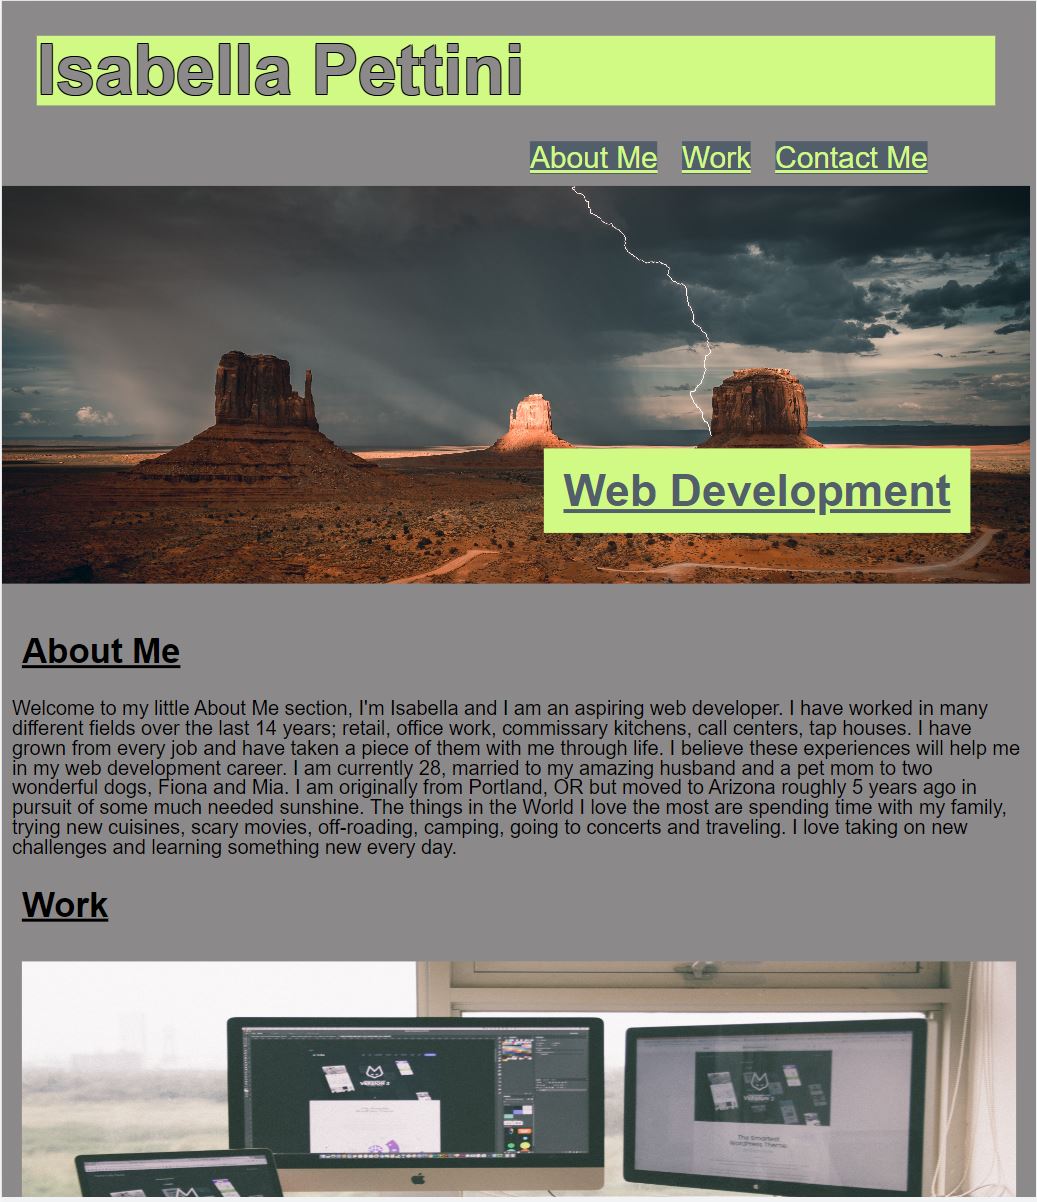 Isabella Pettini
About Me Work Contact Me
Web Development
About Me
Welcome to my little About Me section, I'm Isabella and I am an aspiring web developer. I have worked in many
different fields over the last 14 years; retail, office work, commissary kitchens, call centers, tap houses. I have
grown from every job and have taken a piece of them with me through life. I believe these experiences will help me
in my web development career. I am currently 28, married to my amazing husband and a pet mom to two
wonderful dogs, Fiona and Mia. I am originally from Portland, OR but moved to Arizona roughly 5 years ago in
pursuit of some much needed sunshine. The things in the World I love the most are spending time with my family,
trying new cuisines, scary movies, off-roading, camping, going to concerts and traveling. I love taking on new
challenges and learning something new every day.
Work
The Smartest
WordPress Theme